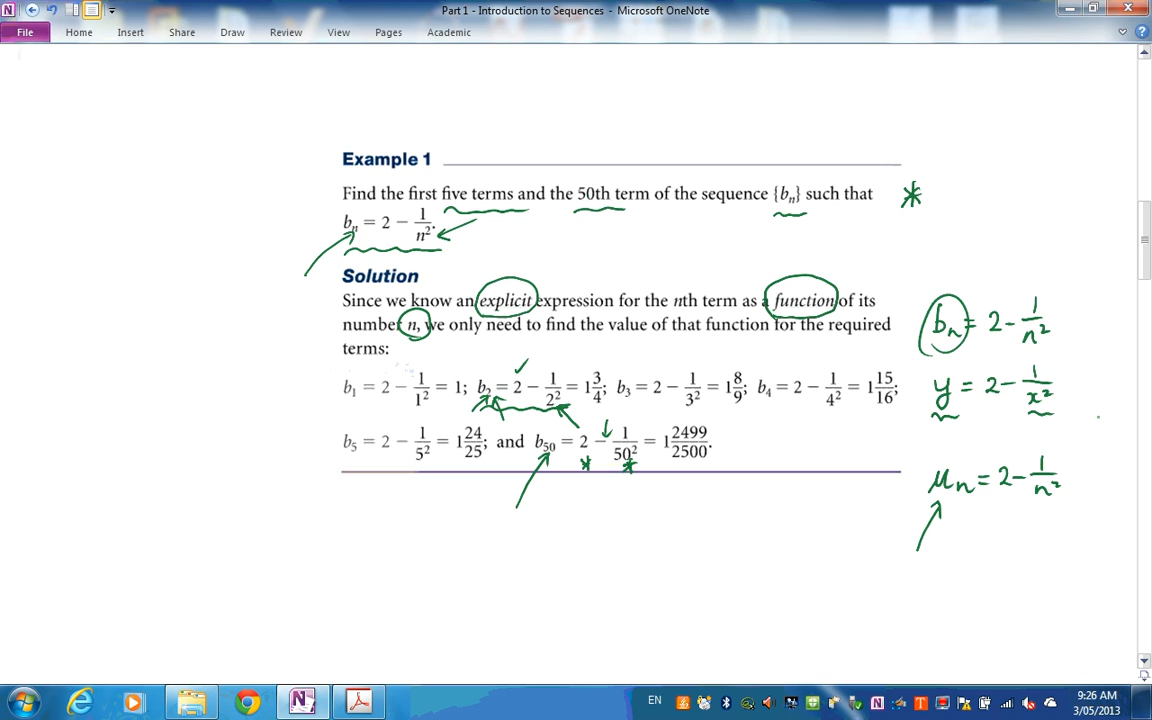 Part 1 - Introduction to Sequences - Microsoft OneNote
File Home Insert Share Draw Review View Pages Academic
Example 1
Find the first five terms and the 50th term of the sequence {bₙ} such that *
bₙ = 2 − 1/n².
Solution
Since we know an explicit expression for the nth term as a function of its
number n, we only need to find the value of that function for the required
terms:
b₁ = 2 − 1/1² = 1; b₂ = 2 − 1/2² = 1 3/4; b₃ = 2 − 1/3² = 1 8/9; b₄ = 2 − 1/4² = 1 15/16;
b₅ = 2 − 1/5² = 1 24/25; and b₅₀ = 2 − 1/50² = 1 2499/2500.
* *
bₙ = 2 − 1/n²
y = 2 − 1/x²
μₙ = 2 − 1/n²
EN
9:26 AM
3/05/2013